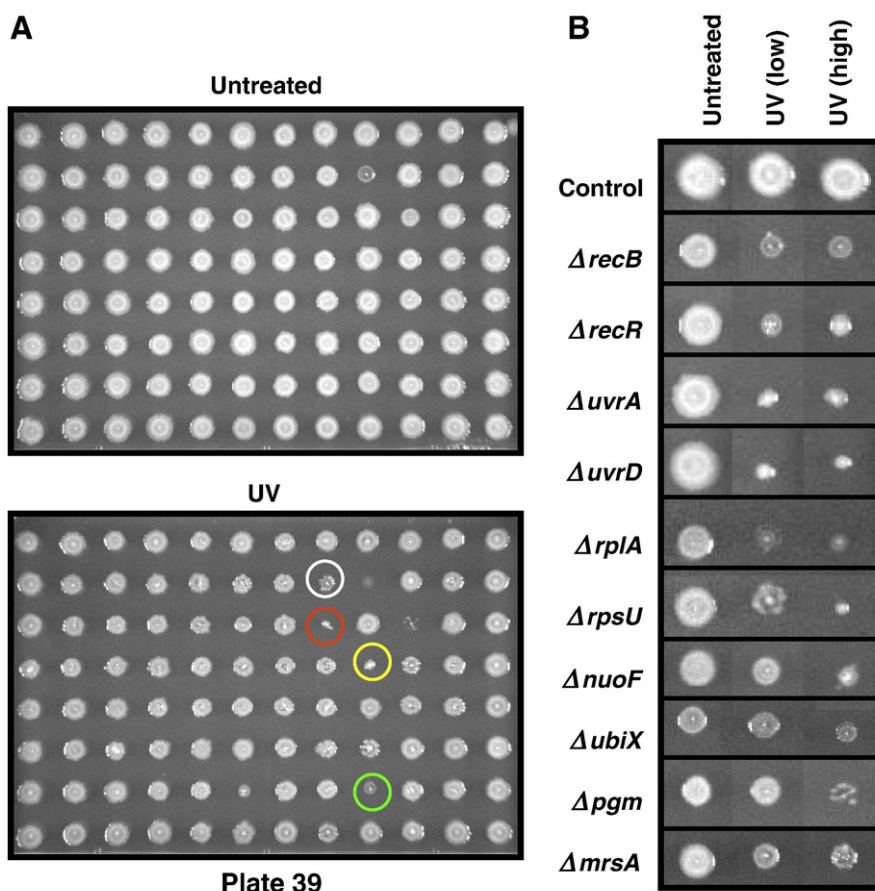 A
Untreated
UV
Plate 39
B
Untreated
UV (low)
UV (high)
Control
ΔrecB
ΔrecR
ΔuvrA
ΔuvrD
ΔrplA
ΔrpsU
ΔnuoF
ΔubiX
Δpgm
ΔmrsA